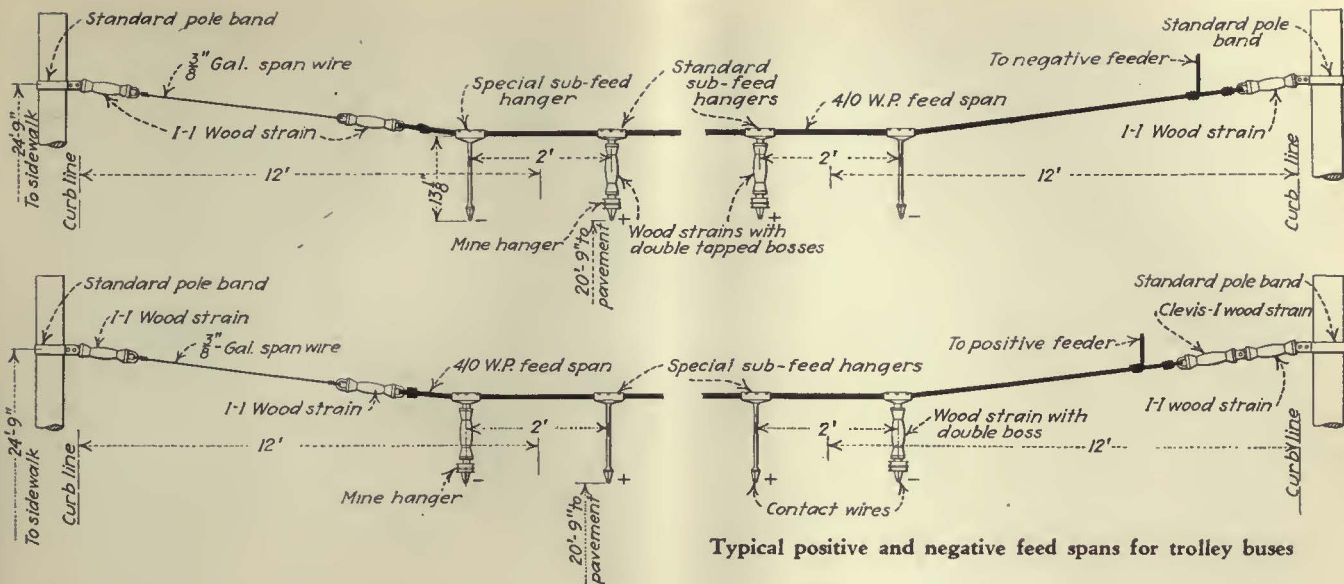 Standard pole band
3/8" Gal. span wire
1-1 Wood strain
24'-9"
To sidewalk
Curb line
12'
Special sub-feed
hanger
13 1/8"
2'
Mine hanger
-
+
20'-9" to
pavement
Wood strains with
double tapped bosses
Standard
sub-feed
hangers
4/0 W.P. feed span
2'
+
-
To negative feeder
Standard pole
band
1-1 Wood strain
12'
Curb line
Standard pole band
1-1 Wood strain
3/8" Gal. span wire
1-1 Wood strain
24'-9"
To sidewalk
Curb line
12'
4/0 W.P. feed span
2'
Mine hanger
-
+
20'-9" to
pavement
Special sub-feed hangers
2'
+
-
Contact wires
Wood strain with
double boss
To positive feeder
Standard pole band
Clevis-1 wood strain
1-1 wood strain
12'
Curb line
Typical positive and negative feed spans for trolley buses